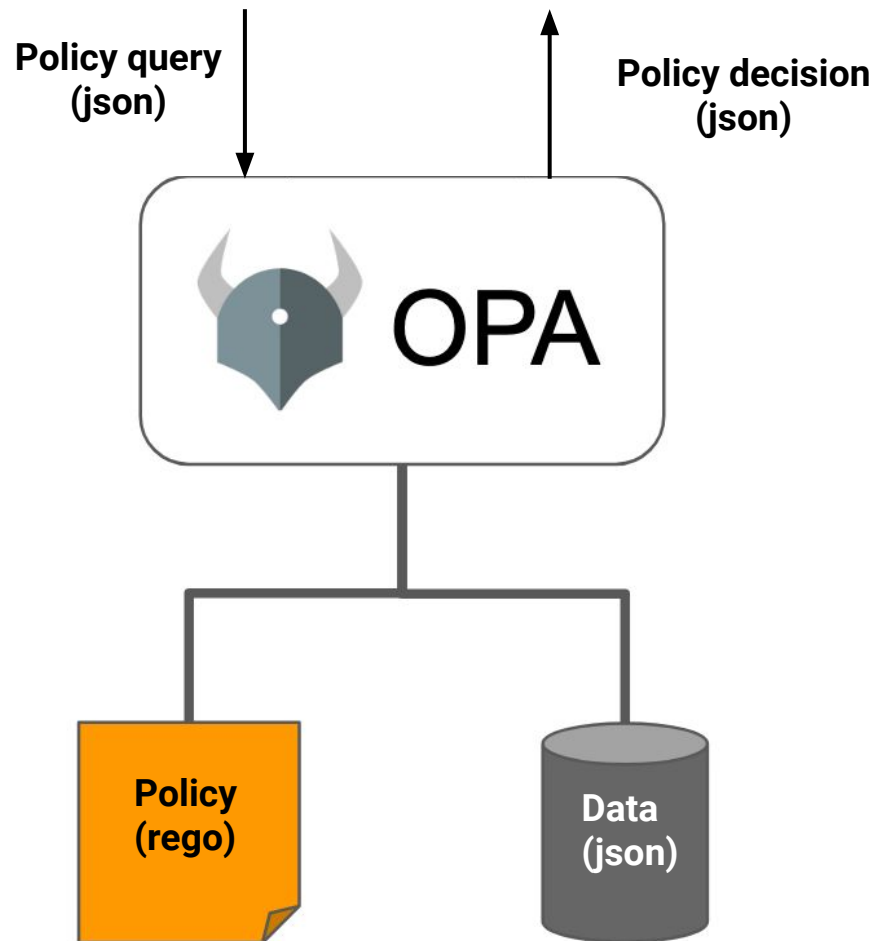 Policy query
(json)
Policy decision
(json)
OPA
Policy
(rego)
Data
(json)